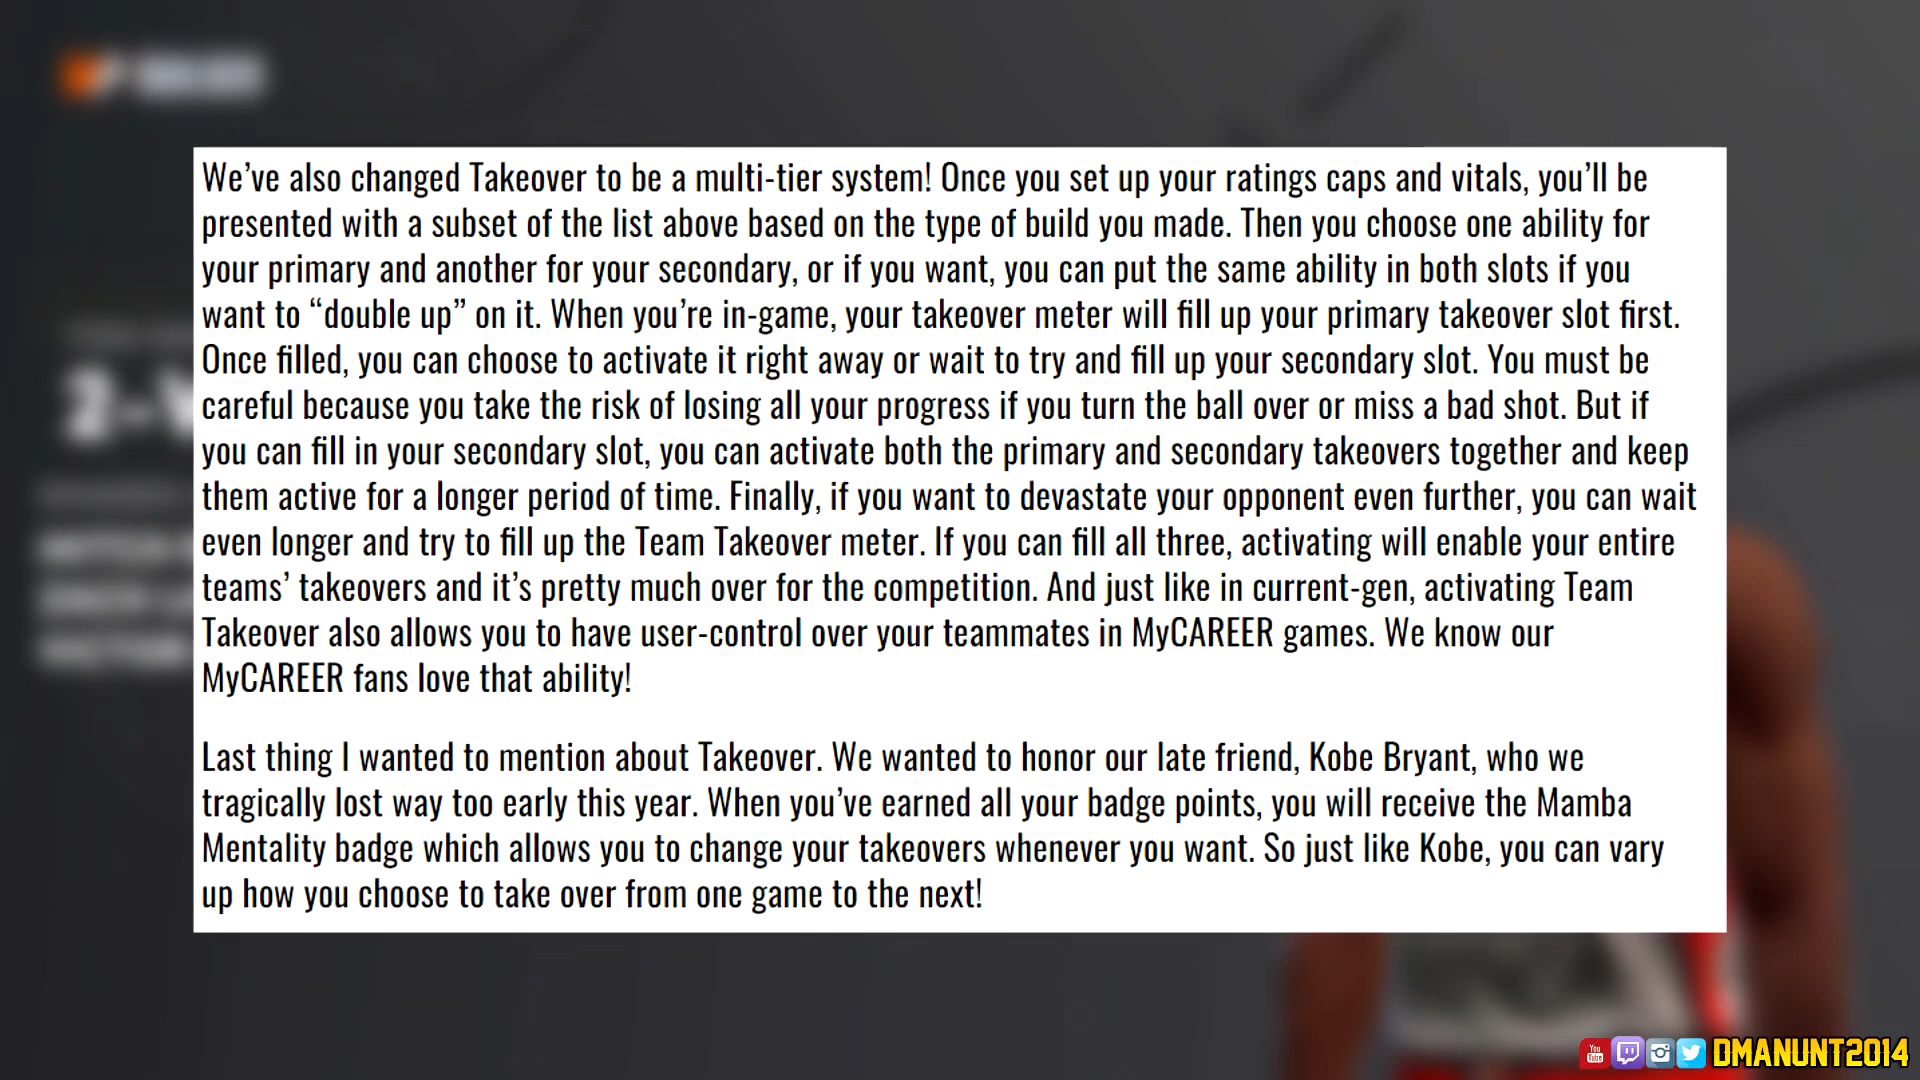 We’ve also changed Takeover to be a multi-tier system! Once you set up your ratings caps and vitals, you’ll be
presented with a subset of the list above based on the type of build you made. Then you choose one ability for
your primary and another for your secondary, or if you want, you can put the same ability in both slots if you
want to “double up” on it. When you’re in-game, your takeover meter will fill up your primary takeover slot first.
Once filled, you can choose to activate it right away or wait to try and fill up your secondary slot. You must be
careful because you take the risk of losing all your progress if you turn the ball over or miss a bad shot. But if
you can fill in your secondary slot, you can activate both the primary and secondary takeovers together and keep
them active for a longer period of time. Finally, if you want to devastate your opponent even further, you can wait
even longer and try to fill up the Team Takeover meter. If you can fill all three, activating will enable your entire
teams’ takeovers and it’s pretty much over for the competition. And just like in current-gen, activating Team
Takeover also allows you to have user-control over your teammates in MyCAREER games. We know our
MyCAREER fans love that ability!
Last thing I wanted to mention about Takeover. We wanted to honor our late friend, Kobe Bryant, who we
tragically lost way too early this year. When you’ve earned all your badge points, you will receive the Mamba
Mentality badge which allows you to change your takeovers whenever you want. So just like Kobe, you can vary
up how you choose to take over from one game to the next!
You Tube DMANUNT2014